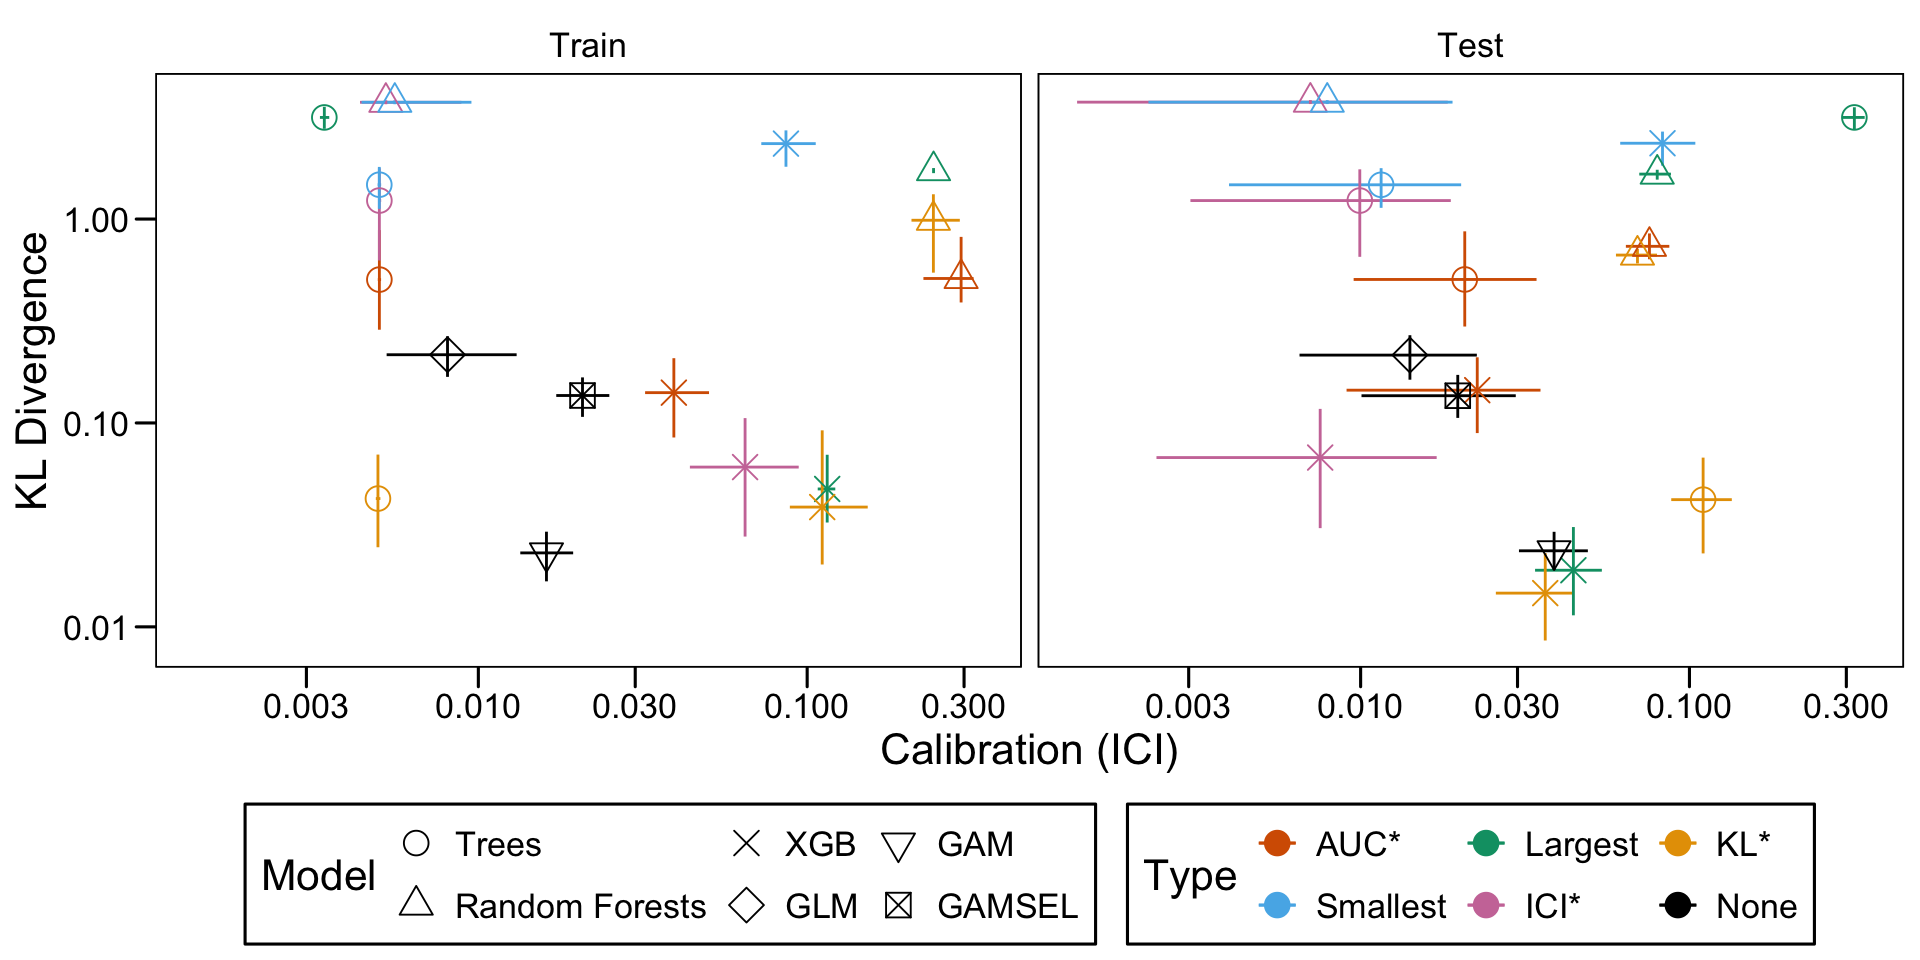 Train
Test
KL Divergence
1.00
0.10
0.01
0.003 0.010 0.030 0.100 0.300
0.003 0.010 0.030 0.100 0.300
Calibration (ICI)
Model
Trees
XGB
GAM
Random Forests
GLM
GAMSEL
Type
AUC*
Largest
KL*
Smallest
ICI*
None